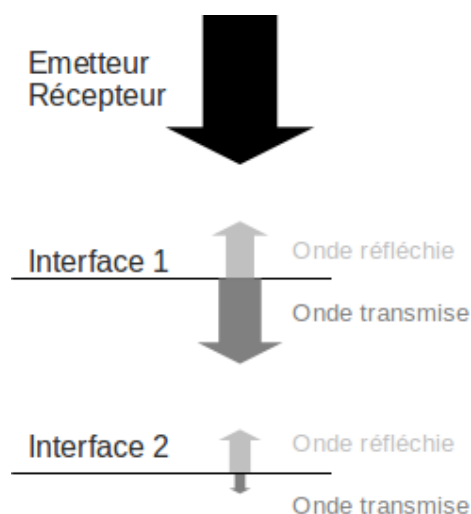 Emetteur
Récepteur
Interface 1
Onde réfléchie
Onde transmise
Interface 2
Onde réfléchie
Onde transmise